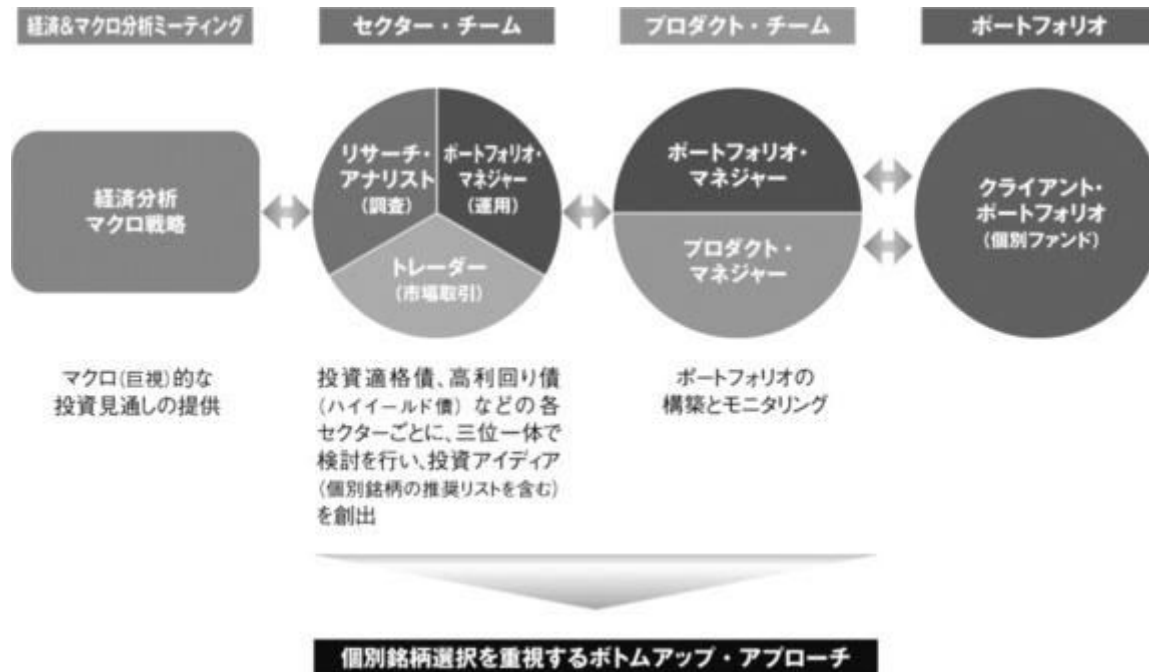 経済&マクロ分析ミーティング
セクター・チーム
プロダクト・チーム
ポートフォリオ
経済分析
マクロ戦略
リサーチ・
アナリスト
(調査)
ポートフォリオ・
マネジャー
(運用)
トレーダー
(市場取引)
ポートフォリオ・
マネジャー
プロダクト・
マネジャー
クライアント・
ポートフォリオ
(個別ファンド)
マクロ(巨視)的な
投資見通しの提供
投資適格債、高利回り債
(ハイイールド債)などの各
セクターごとに、三位一体で
検討を行い、投資アイディア
(個別銘柄の推奨リストを含む)
を創出
ポートフォリオの
構築とモニタリング
個別銘柄選択を重視するボトムアップ・アプローチ